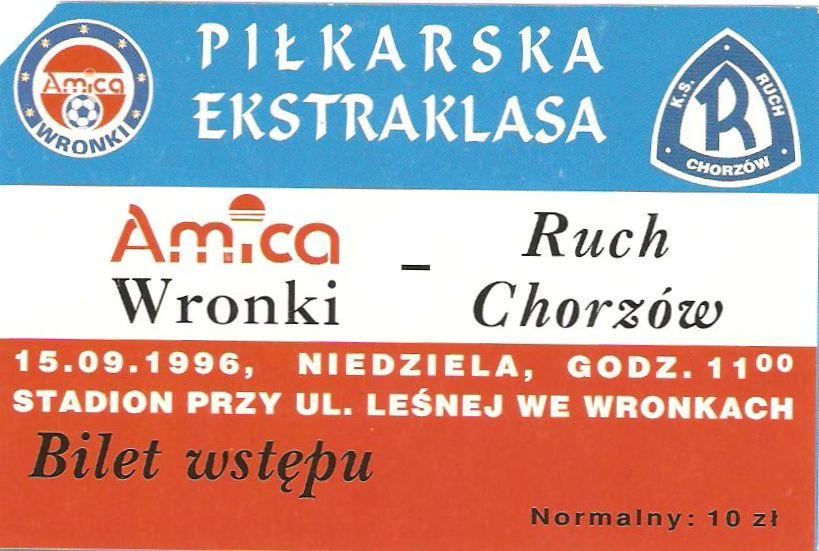 PIŁKARSKA
EKSTRAKLASA
Amica
WRONKI
K.S. RUCH
CHORZÓW
R
Amica
Wronki
-
Ruch
Chorzów
15.09.1996, NIEDZIELA, GODZ. 11⁰⁰
STADION PRZY UL. LEŚNEJ WE WRONKACH
Bilet wstępu
Normalny: 10 zł